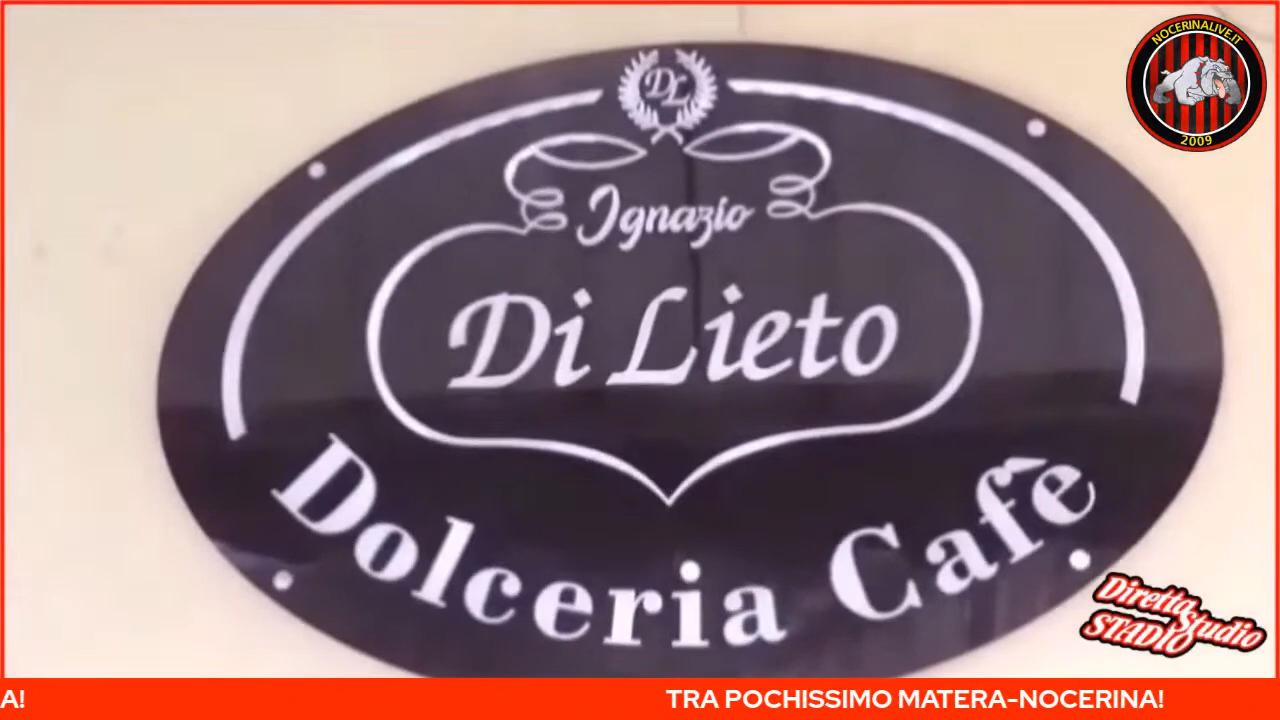 NOCERINALIVE.IT
2009
DL
Ignazio
Di Lieto
Dolceria Cafè
Diretta
Studio
STADIO
A!
TRA POCHISSIMO MATERA-NOCERINA!